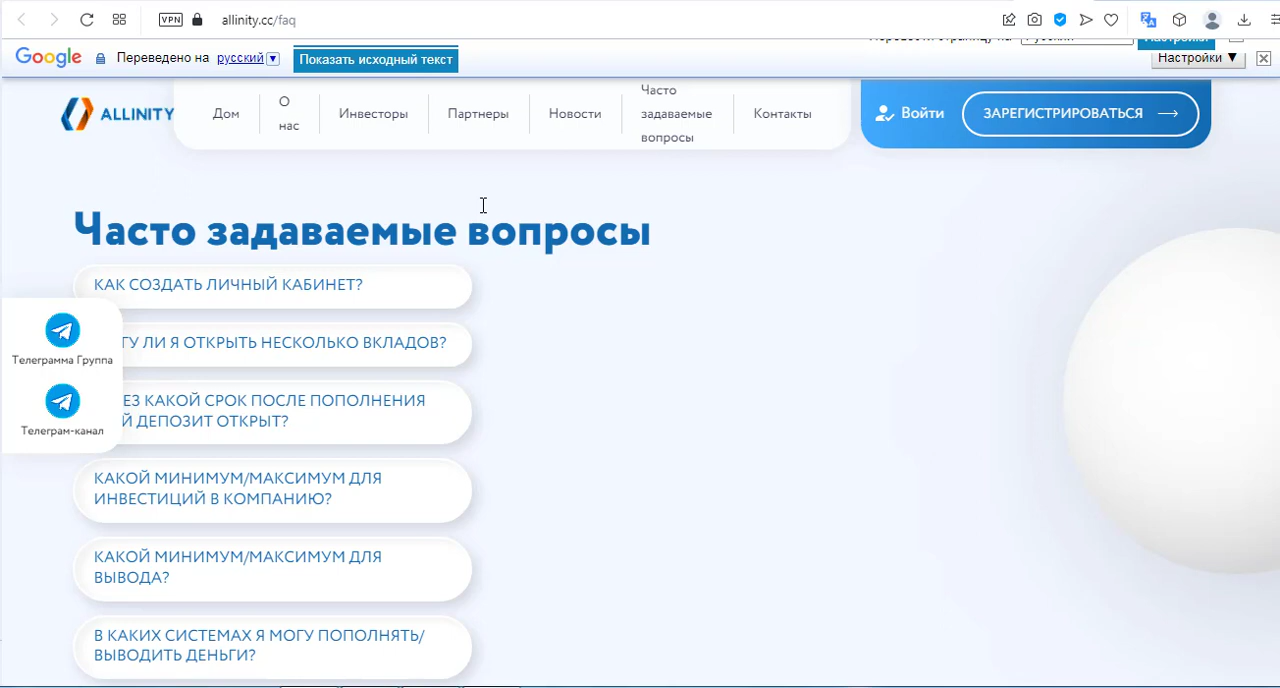 VPN allinity.cc/faq
Google Переведено на русский Показать исходный текст Настройки ▼
ALLINITY
Дом
О нас
Инвесторы
Партнеры
Новости
Часто задаваемые вопросы
Контакты
Войти
ЗАРЕГИСТРИРОВАТЬСЯ
Часто задаваемые вопросы
КАК СОЗДАТЬ ЛИЧНЫЙ КАБИНЕТ?
ГУ ЛИ Я ОТКРЫТЬ НЕСКОЛЬКО ВКЛАДОВ?
ЕЗ КАКОЙ СРОК ПОСЛЕ ПОПОЛНЕНИЯ
Й ДЕПОЗИТ ОТКРЫТ?
КАКОЙ МИНИМУМ/МАКСИМУМ ДЛЯ
ИНВЕСТИЦИЙ В КОМПАНИЮ?
КАКОЙ МИНИМУМ/МАКСИМУМ ДЛЯ
ВЫВОДА?
В КАКИХ СИСТЕМАХ Я МОГУ ПОПОЛНЯТЬ/
ВЫВОДИТЬ ДЕНЬГИ?
Телеграмма Группа
Телеграм-канал